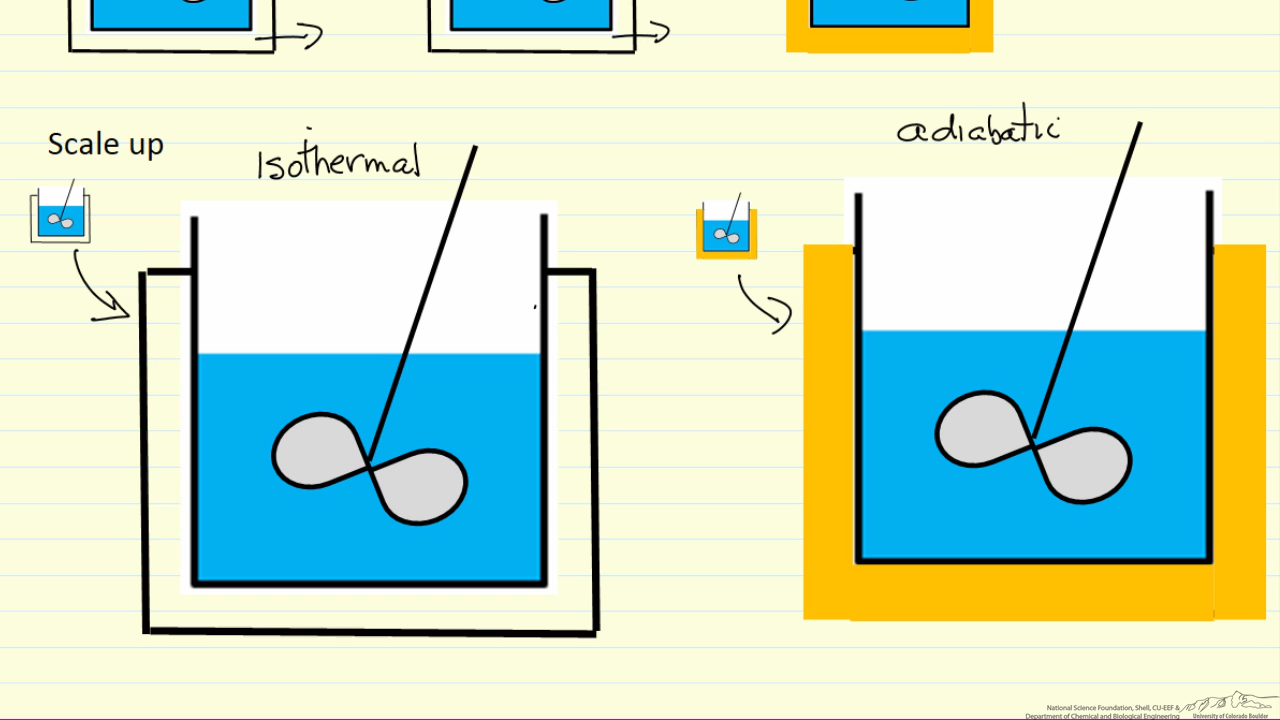 Scale up
isothermal
adiabatic
National Science Foundation, Shell, CU-EEF &
Department of Chemical and Biological Engineering
University of Colorado Boulder